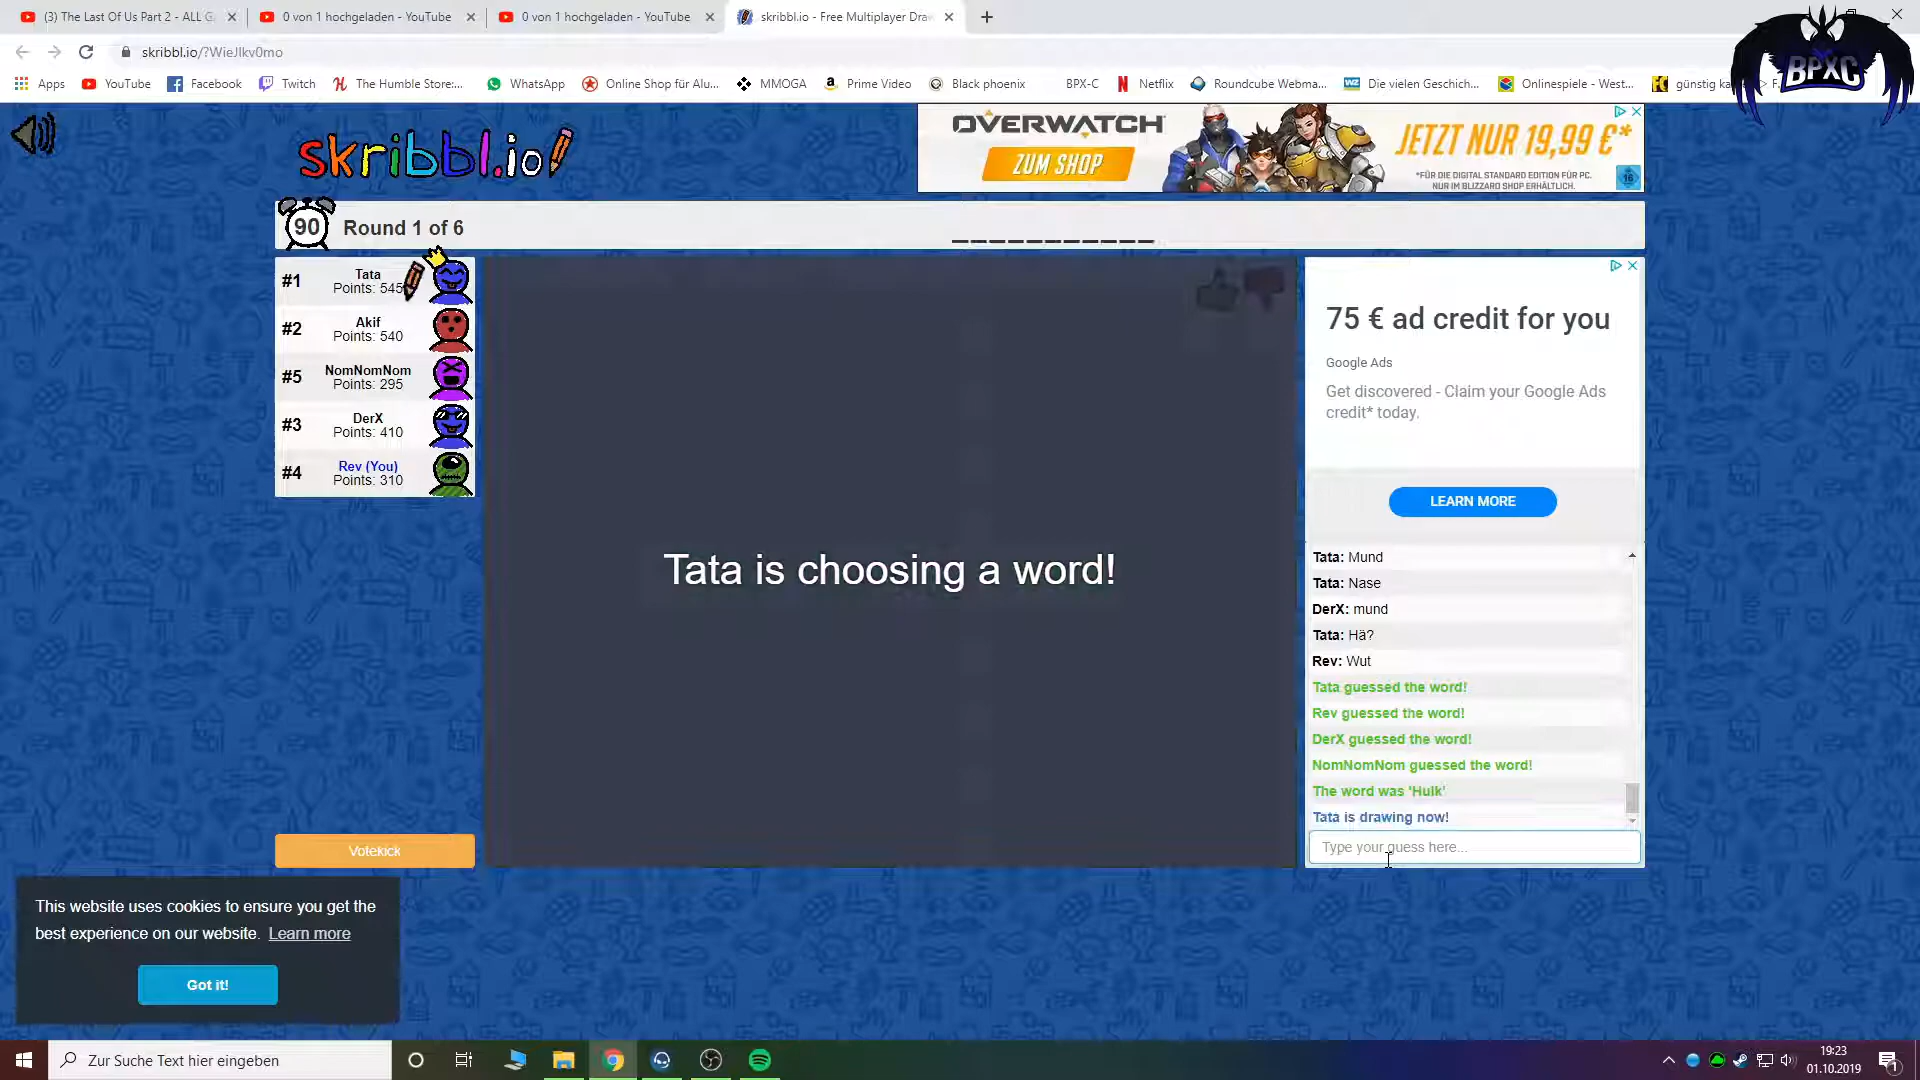 (3) The Last Of Us Part 2 - ALL G
0 von 1 hochgeladen - YouTube
0 von 1 hochgeladen - YouTube
skribbl.io - Free Multiplayer Draw
skribbl.io/?WieJlkv0mo
Apps
YouTube
Facebook
Twitch
The Humble Store:...
WhatsApp
Online Shop für Alu...
MMOGA
Prime Video
Black phoenix
BPX-C
Netflix
Roundcube Webma...
Die vielen Geschich...
Onlinespiele - West...
günstig ka
BPXC
skribbl.io
OVERWATCH
ZUM SHOP
JETZT NUR 19,99 €*
*FÜR DIE DIGITAL STANDARD EDITION FÜR PC.
NUR IM BLIZZARD SHOP ERHÄLTLICH.
16
90
Round 1 of 6
#1
Tata
Points: 545
#2
Akif
Points: 540
#5
NomNomNom
Points: 295
#3
DerX
Points: 410
#4
Rev (You)
Points: 310
Votekick
Tata is choosing a word!
75 € ad credit for you
Google Ads
Get discovered - Claim your Google Ads
credit* today.
LEARN MORE
Tata: Mund
Tata: Nase
DerX: mund
Tata: Hä?
Rev: Wut
Tata guessed the word!
Rev guessed the word!
DerX guessed the word!
NomNomNom guessed the word!
The word was 'Hulk'
Tata is drawing now!
Type your guess here...
This website uses cookies to ensure you get the
best experience on our website. Learn more
Got it!
Zur Suche Text hier eingeben
19:23
01.10.2019
1